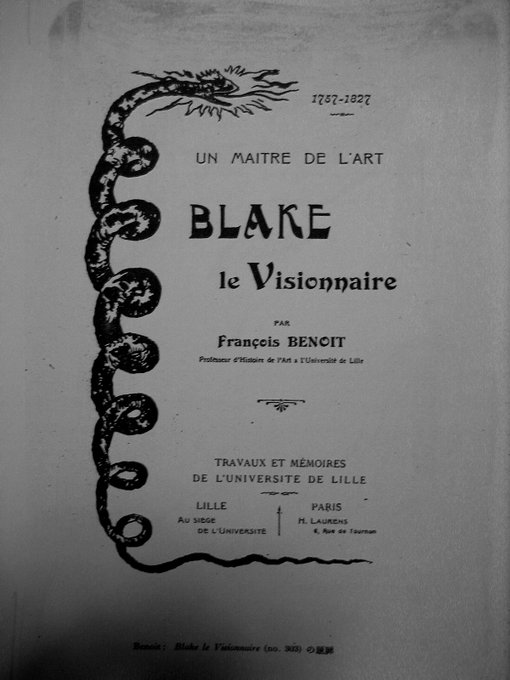 1757-1827
UN MAITRE DE L'ART
BLAKE
le Visionnaire
PAR
François BENOIT
Professeur d'Histoire de l'Art a l'Université de Lille
TRAVAUX ET MÉMOIRES
DE L'UNIVERSITE DE LILLE
LILLE
AU SIEGE
DE L'UNIVERSITÉ
PARIS
H. LAURENS
6, Rue de Tournon
Benoit: Blake le Visionnaire (no. 303) の